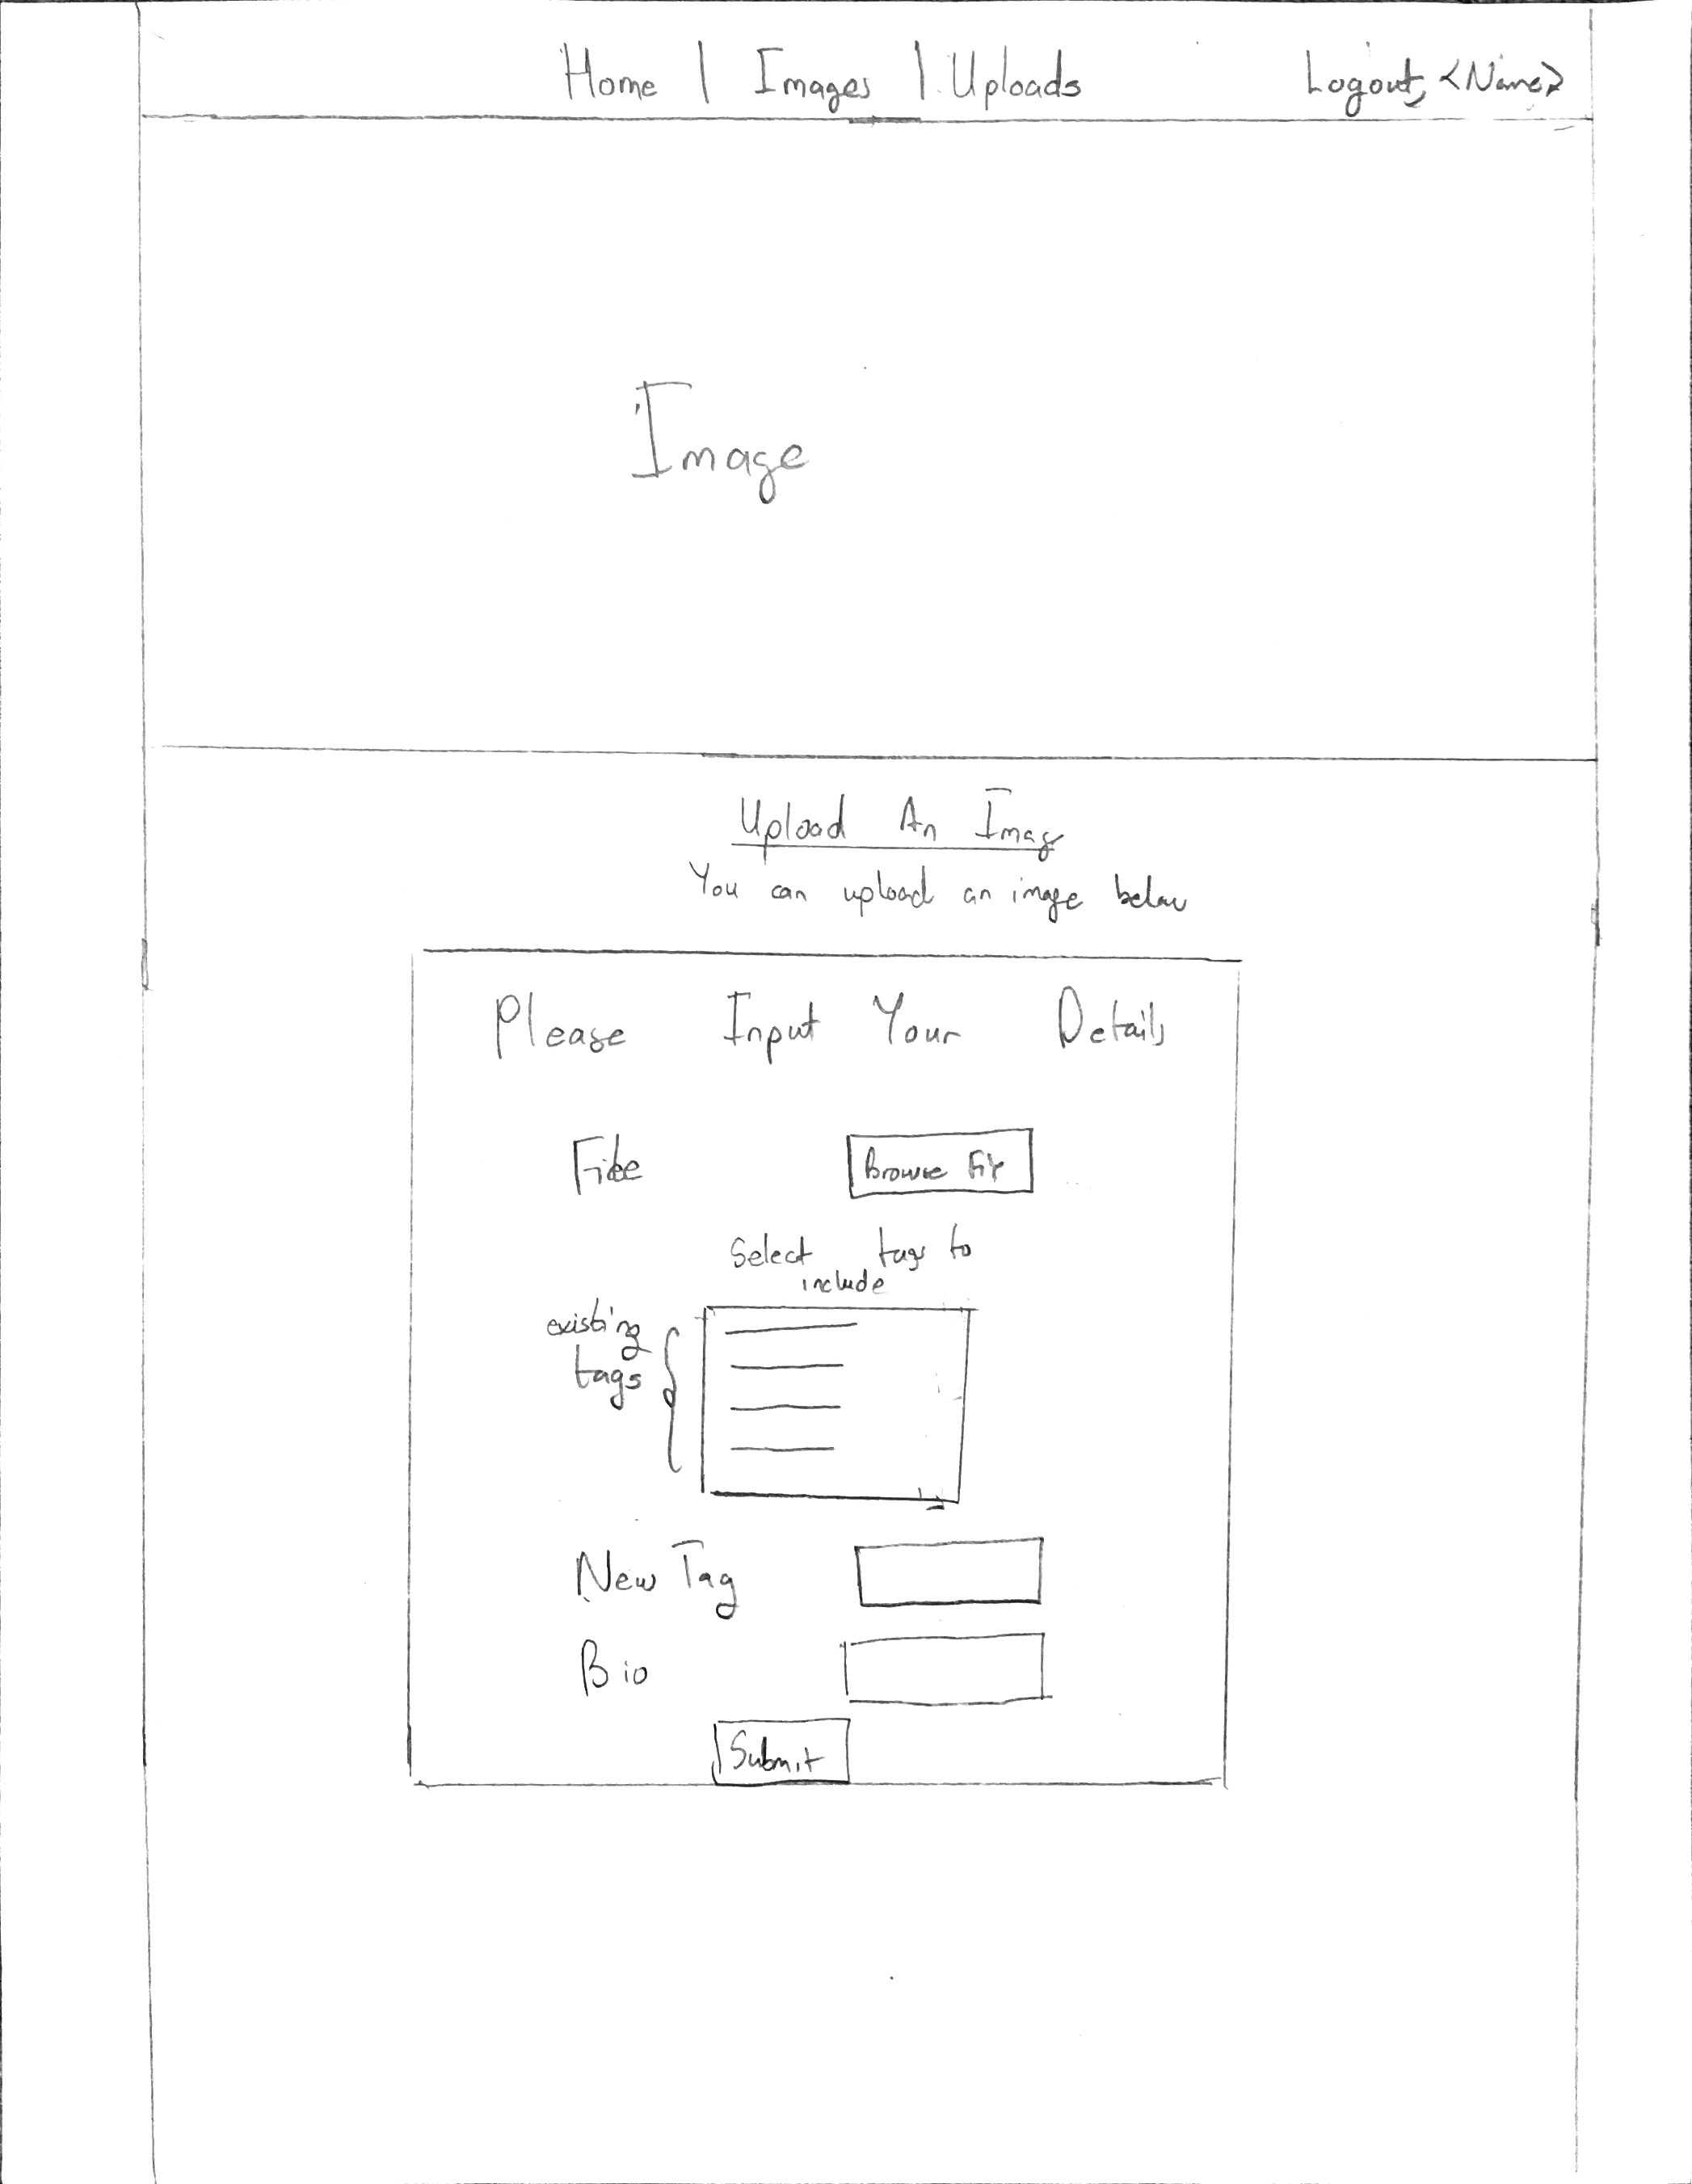 Home | Images | Uploads Logout, <Name>
Image
Upload An Imag
You can upload an image below
Please Input Your Details
File Browse File
Select tags to
include
existing
tags
New Tag
Bio
Submit